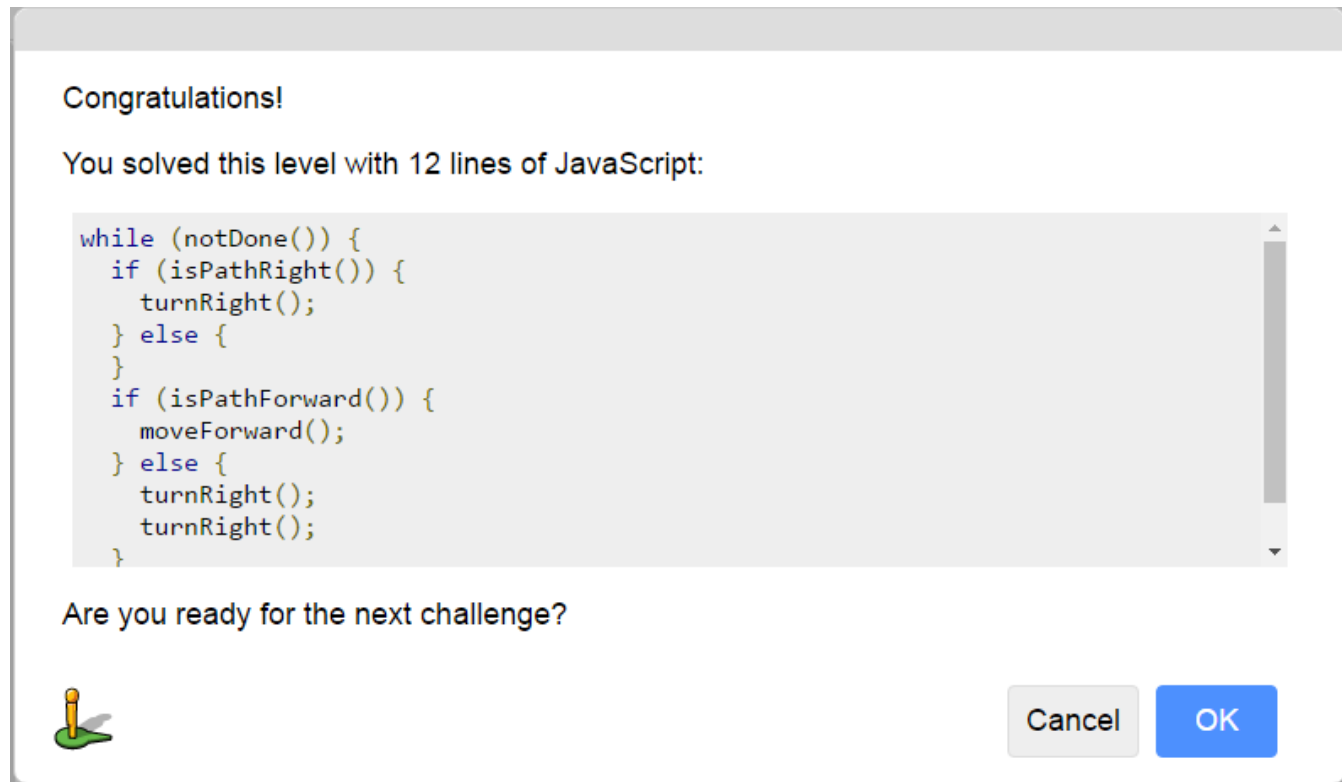 Congratulations!
You solved this level with 12 lines of JavaScript:
while (notDone()) {
  if (isPathRight()) {
    turnRight();
  } else {
  }
  if (isPathForward()) {
    moveForward();
  } else {
    turnRight();
    turnRight();
  }
Are you ready for the next challenge?
Cancel OK